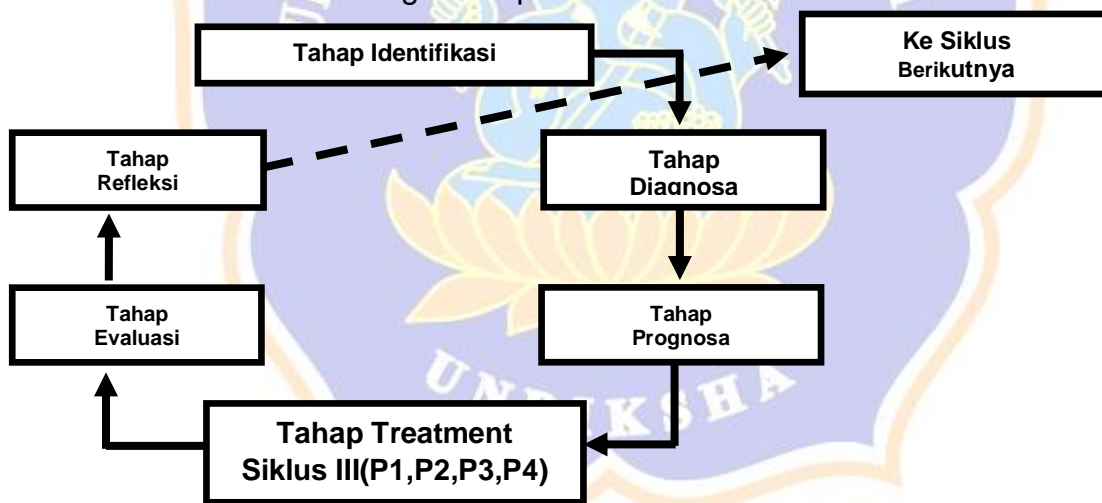 Tahap Identifikasi
Ke Siklus
Berikutnya
Tahap
Refleksi
Tahap
Diagnosa
Tahap
Evaluasi
Tahap
Prognosa
UNDIKSHA
Tahap Treatment
Siklus III(P1,P2,P3,P4)